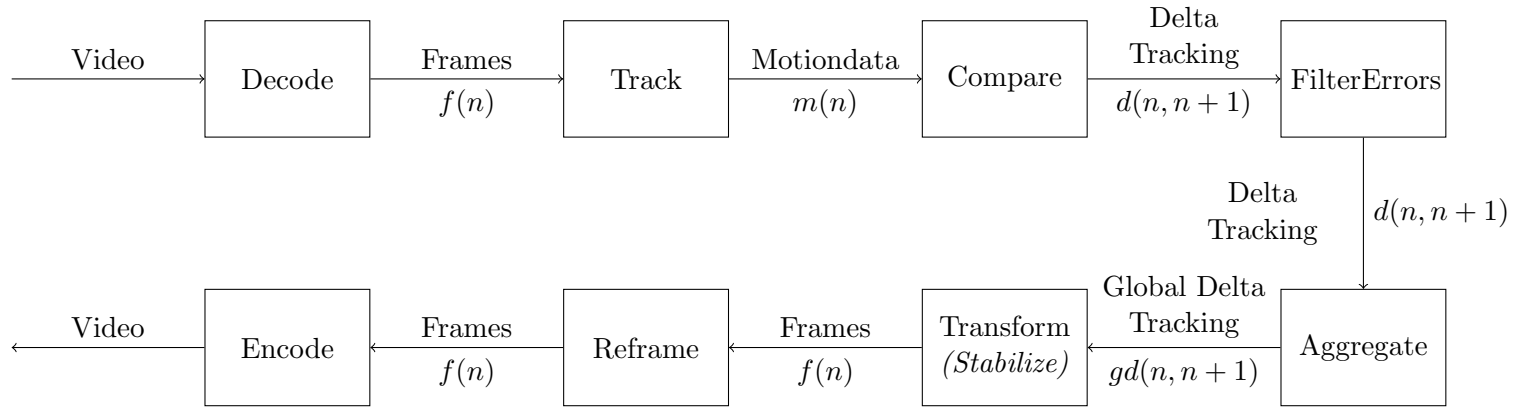 Video
Decode
Frames
f(n)
Track
Motiondata
m(n)
Compare
Delta
Tracking
d(n, n + 1)
FilterErrors
Delta
Tracking
d(n, n + 1)
Aggregate
Global Delta
Tracking
gd(n, n + 1)
Transform
(Stabilize)
Frames
f(n)
Reframe
Frames
f(n)
Encode
Video